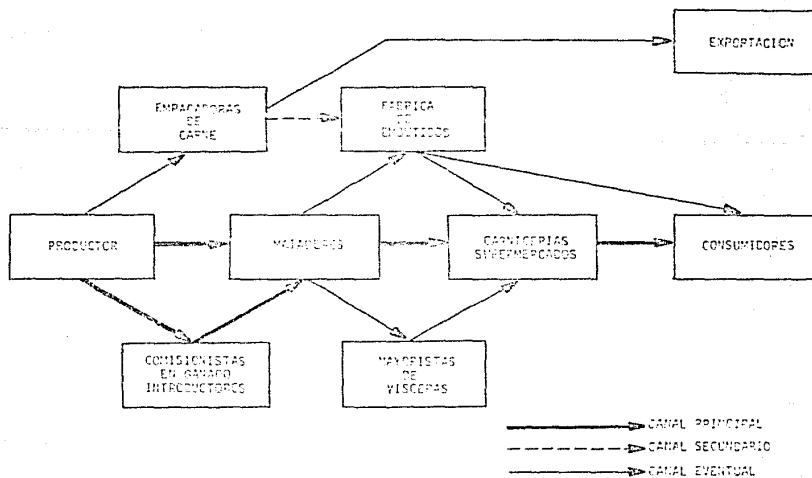 EXPORTACION
EMPACADORAS
DE
CARNE
FABRICA
DE
EMBUTIDOS
PRODUCTOR
MATADEROS
CARNICERIAS
SUPERMERCADOS
CONSUMIDORES
COMISIONISTAS
EN GANADO
INTRODUCTORES
MAYORISTAS
DE
VISCERAS
CANAL PRINCIPAL
CANAL SECUNDARIO
CANAL EVENTUAL